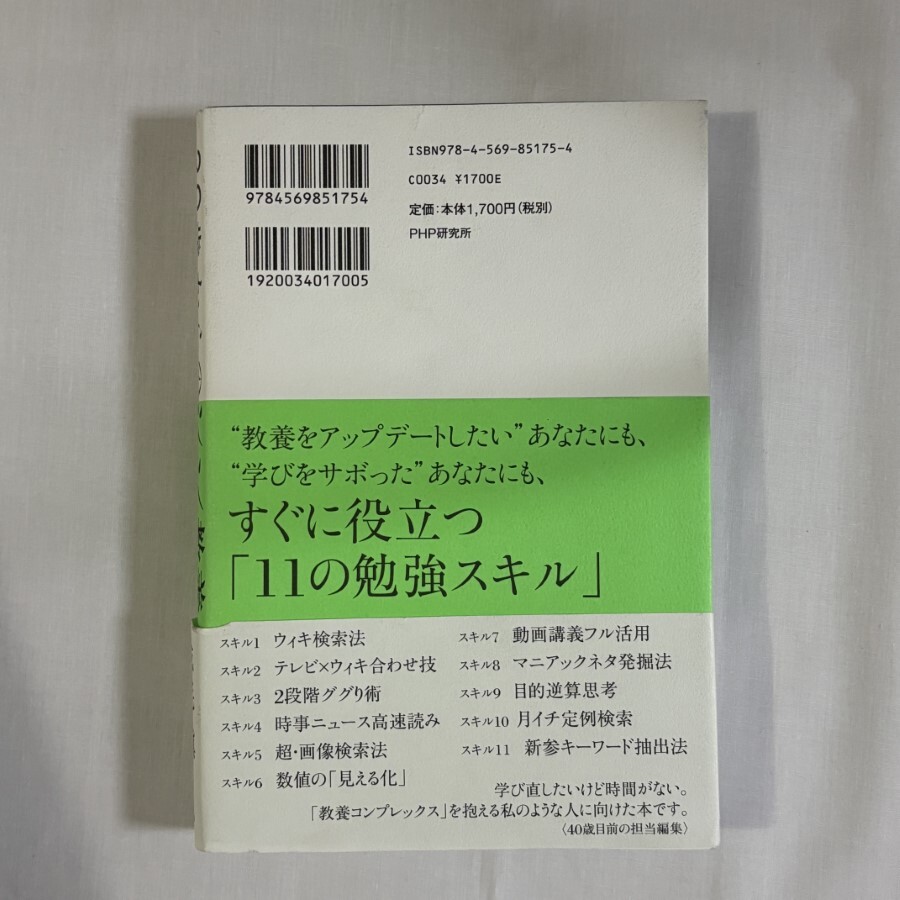 9784569851754
1920034017005
ISBN978-4-569-85175-4
C0034 ¥1700E
定価:本体1,700円(税別)
PHP研究所
“教養をアップデートしたい”あなたにも、
“学びをサボった”あなたにも、
すぐに役立つ
「11の勉強スキル」
スキル1 ウィキ検索法
スキル2 テレビ×ウィキ合わせ技
スキル3 2段階ググり術
スキル4 時事ニュース高速読み
スキル5 超・画像検索法
スキル6 数値の「見える化」
スキル7 動画講義フル活用
スキル8 マニアックネタ発掘法
スキル9 目的逆算思考
スキル10 月イチ定例検索
スキル11 新参キーワード抽出法
学び直したいけど時間がない。
「教養コンプレックス」を抱える私のような人に向けた本です。
〈40歳目前の担当編集〉